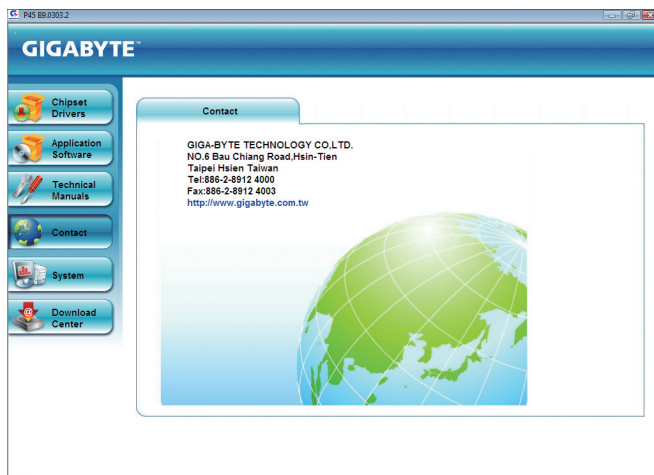 P45 B9.0303.2
GIGABYTE™
Chipset
Drivers
Application
Software
Technical
Manuals
Contact
System
Download
Center
Contact
GIGA-BYTE TECHNOLOGY CO,LTD.
NO.6 Bau Chiang Road,Hsin-Tien
Taipei Hsien Taiwan
Tel:886-2-8912 4000
Fax:886-2-8912 4003
http://www.gigabyte.com.tw